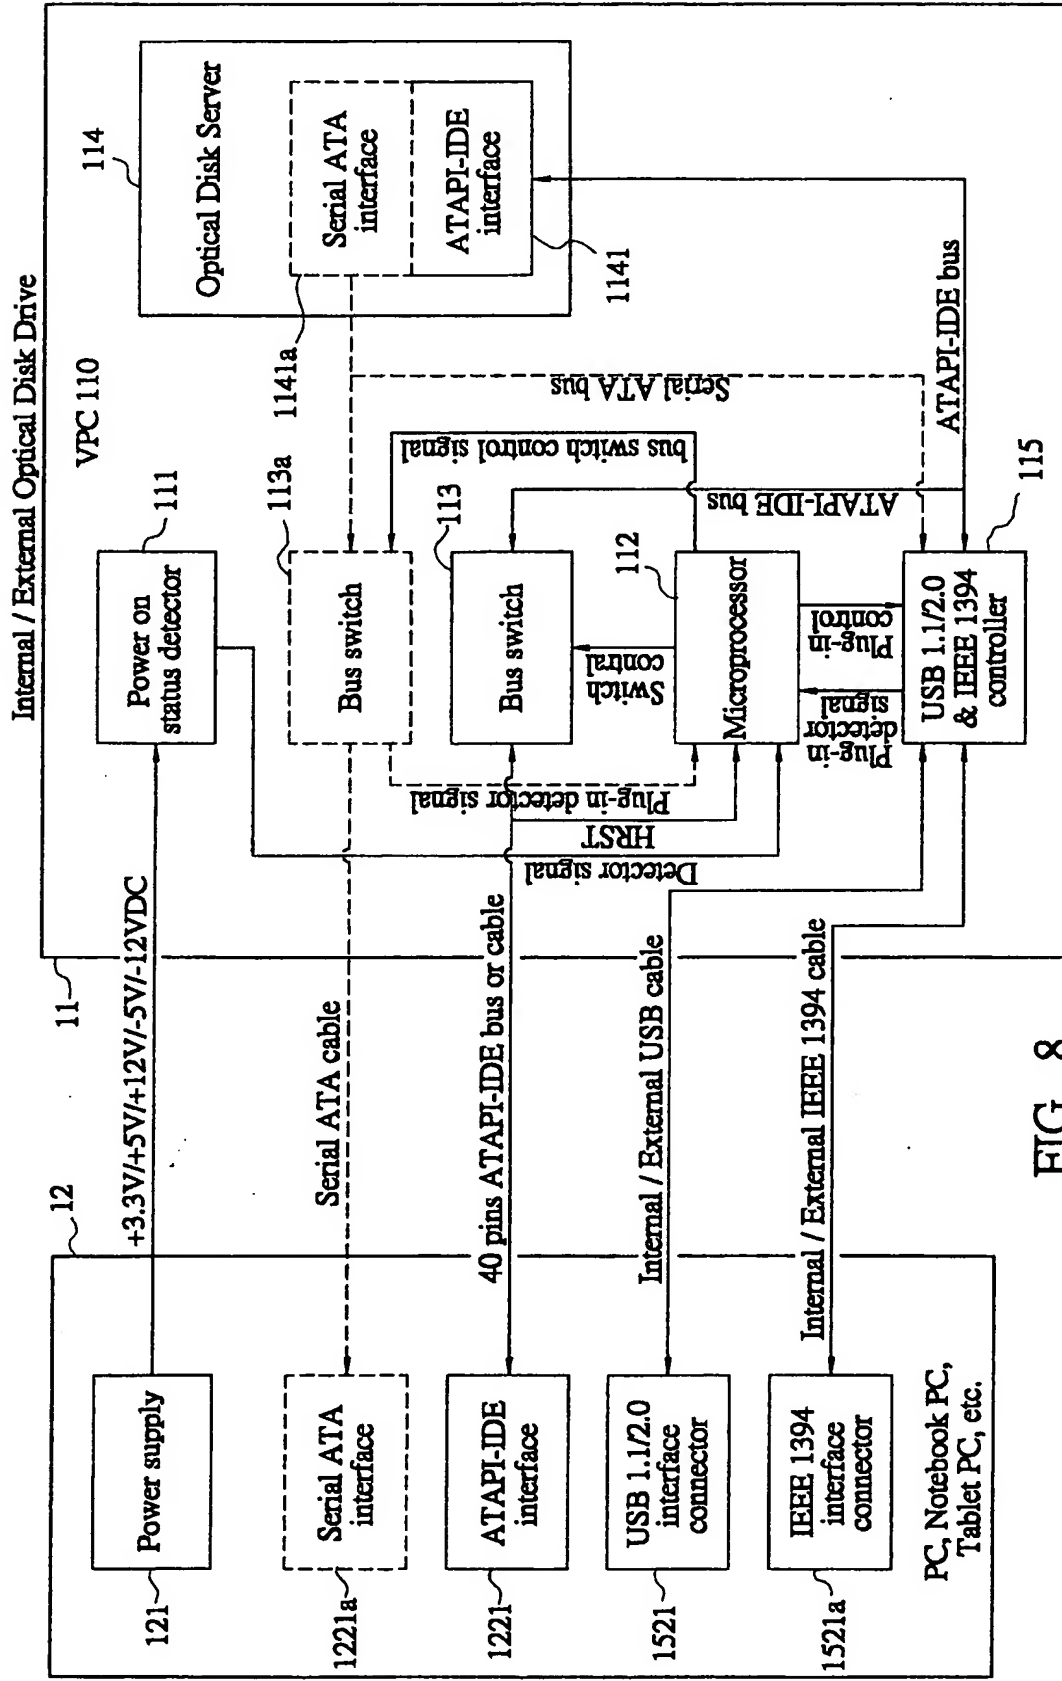 Internal / External Optical Disk Drive
11
VPC 110
12
PC, Notebook PC,
Tablet PC, etc.
121
Power supply
+3.3V/+5V/+12V/-5V/-12VDC
Power on
status detector
111
114
Optical Disk Server
1221a
Serial ATA
interface
Serial ATA cable
Bus switch
113a
1141a
Serial ATA
interface
1221
ATAPI-IDE
interface
40 pins ATAPI-IDE bus or cable
Plug-in detector signal
Bus switch
113
bus switch control signal
Serial ATA bus
ATAPI-IDE
interface
1141
HRST
Detector signal
Switch
control
1521
USB 1.1/2.0
interface
connector
Internal / External USB cable
Microprocessor
112
ATAPI-IDE bus
Plug-in
detector
signal
Plug-in
control
1521a
IEEE 1394
interface
connector
Internal / External IEEE 1394 cable
USB 1.1/2.0
& IEEE 1394
controller
115
ATAPI-IDE bus
FIG. 8